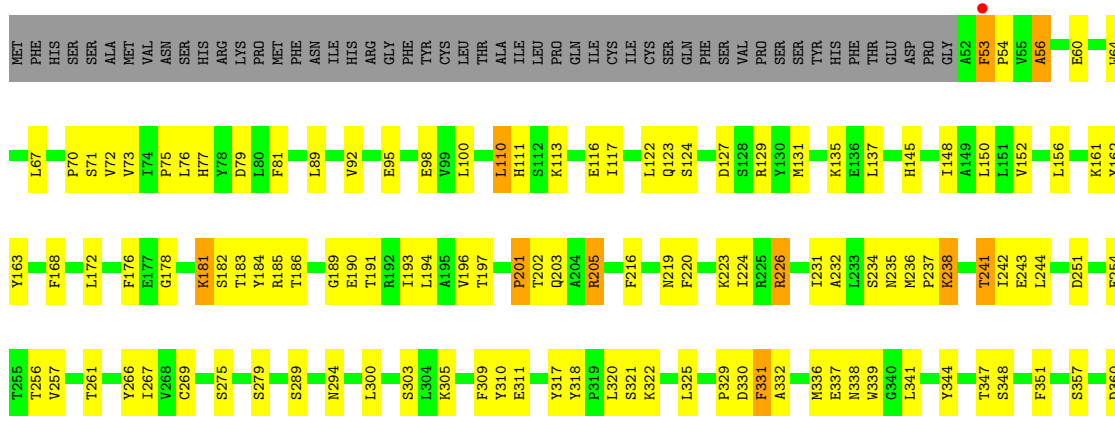 MET PHE HIS SER SER ALA MET VAL ASN SER HIS ARG LYS PRO MET PHE ASN ILE HIS ARG GLY PHE TYR CYS LEU THR ALA ILE LEU PRO GLN ILE CYS ILE CYS SER GLN PHE SER VAL PRO SER SER TYR HIS PHE THR GLU ASP PRO GLY A52 F53 P54 V55 A56 E60 W64
L67 P70 S71 V72 V73 I74 P75 L76 H77 Y78 D79 L80 F81 L89 V92 E95 E98 V99 L100 L110 H111 S112 K113 E116 I117 L122 Q123 S124 D127 S128 R129 Y130 M131 K135 E136 L137 H145 I148 A149 L150 L151 V152 L156 K161 Y162
Y163 F168 L172 F176 E177 G178 K181 S182 T183 Y184 R185 T186 G189 E190 T191 R192 I193 L194 A195 V196 T197 P201 T202 Q203 A204 R205 F216 N219 F220 K223 I224 R225 R226 I231 A232 L233 S234 N235 M236 P237 K238 T241 I242 E243 L244 D251 F254
T255 T256 V257 T261 Y266 I267 V268 C269 S275 S279 S289 N294 L300 S303 L304 K305 F309 Y310 E311 Y317 Y318 P319 L320 S321 K322 L325 P329 D330 F331 A332 M336 E337 N338 W339 G340 L341 Y344 T347 S348 F351 S357 D360